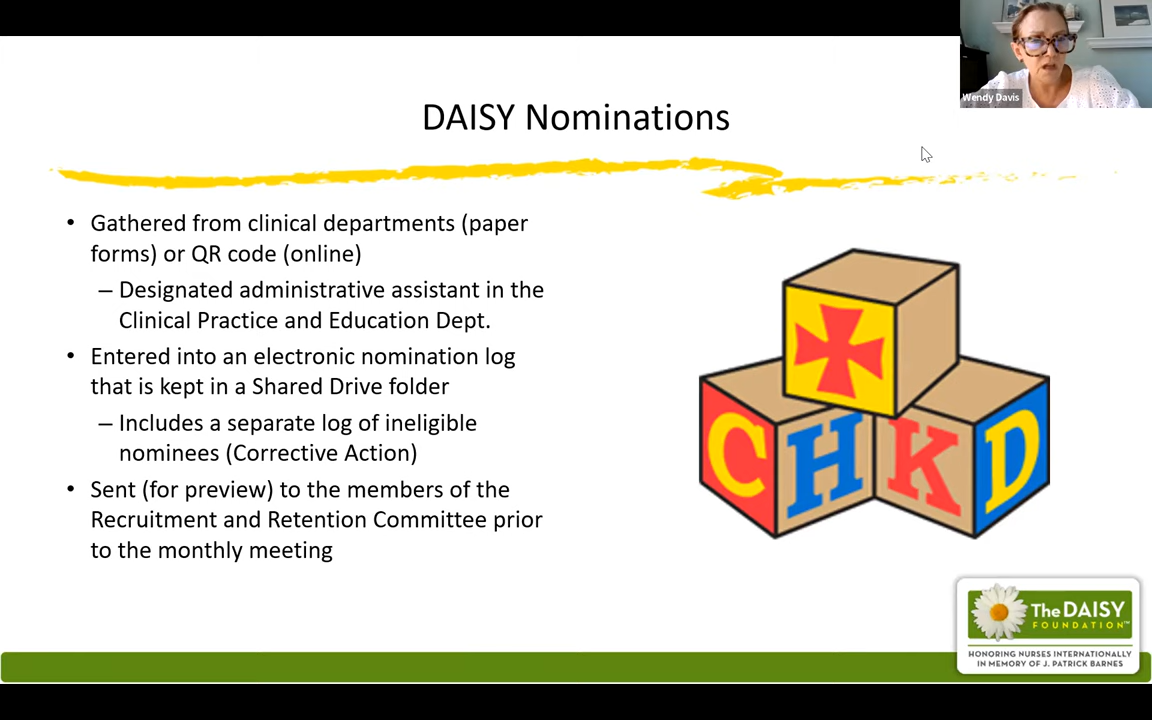 Wendy Davis
DAISY Nominations
• Gathered from clinical departments (paper
forms) or QR code (online)
– Designated administrative assistant in the
Clinical Practice and Education Dept.
• Entered into an electronic nomination log
that is kept in a Shared Drive folder
– Includes a separate log of ineligible
nominees (Corrective Action)
• Sent (for preview) to the members of the
Recruitment and Retention Committee prior
to the monthly meeting
CHKD
The DAISY
FOUNDATION™
HONORING NURSES INTERNATIONALLY
IN MEMORY OF J. PATRICK BARNES